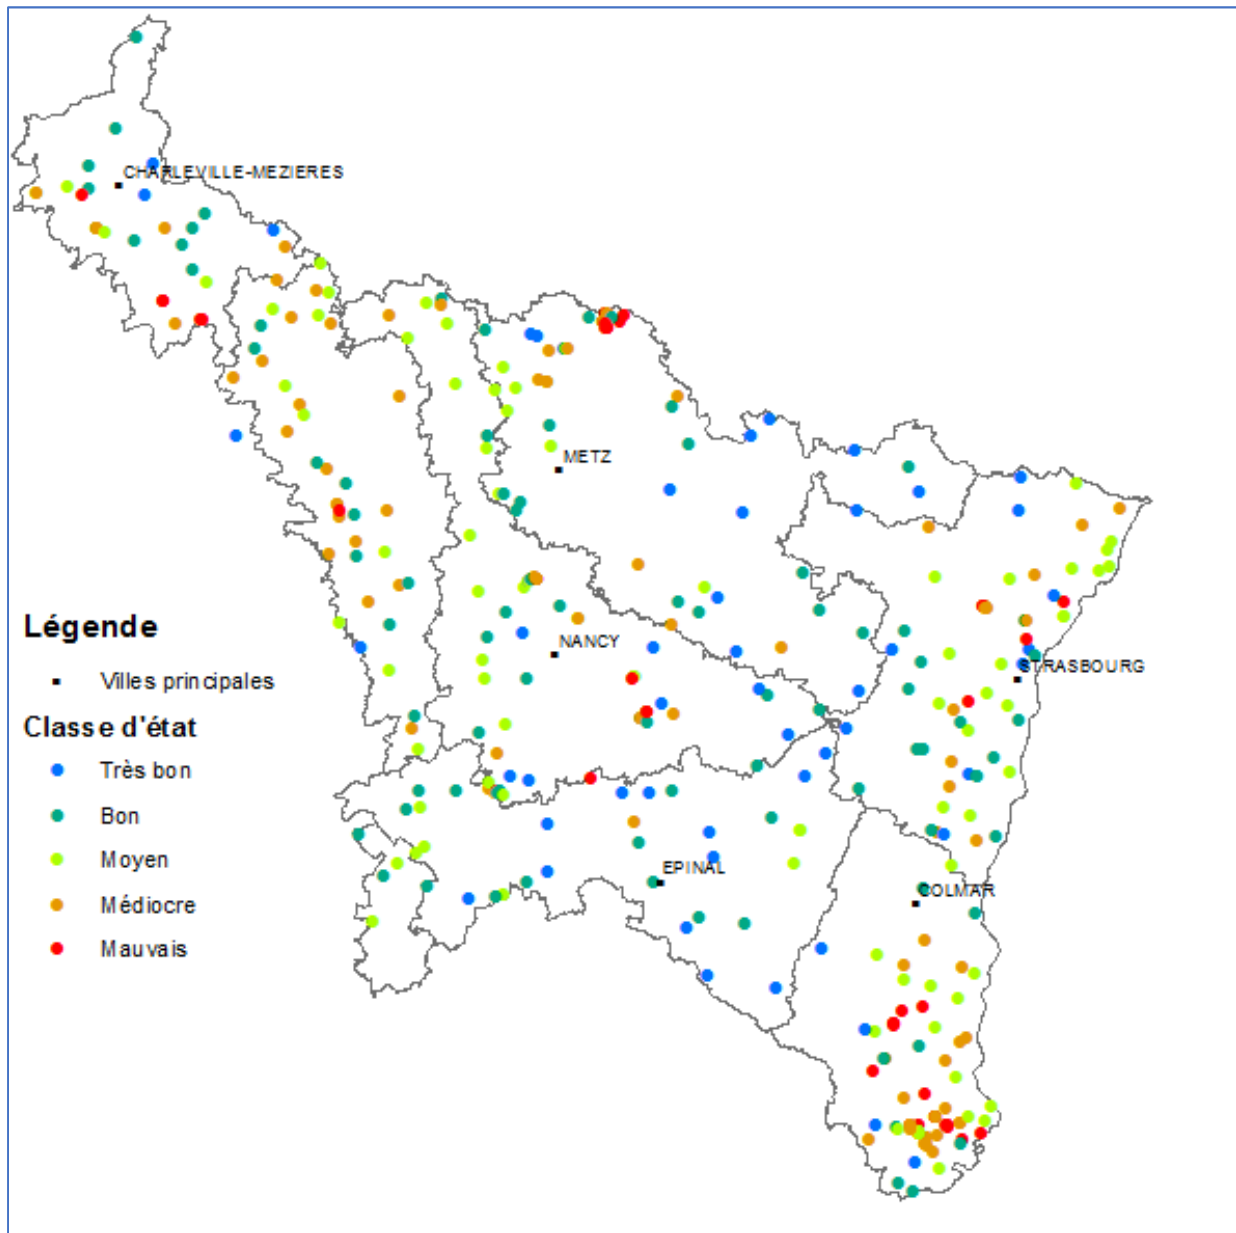 CHARLEVILLE-MEZIERES
METZ
NANCY
STRASBOURG
EPINAL
COLMAR
Légende
Villes principales
Classe d'état
Très bon
Bon
Moyen
Médiocre
Mauvais